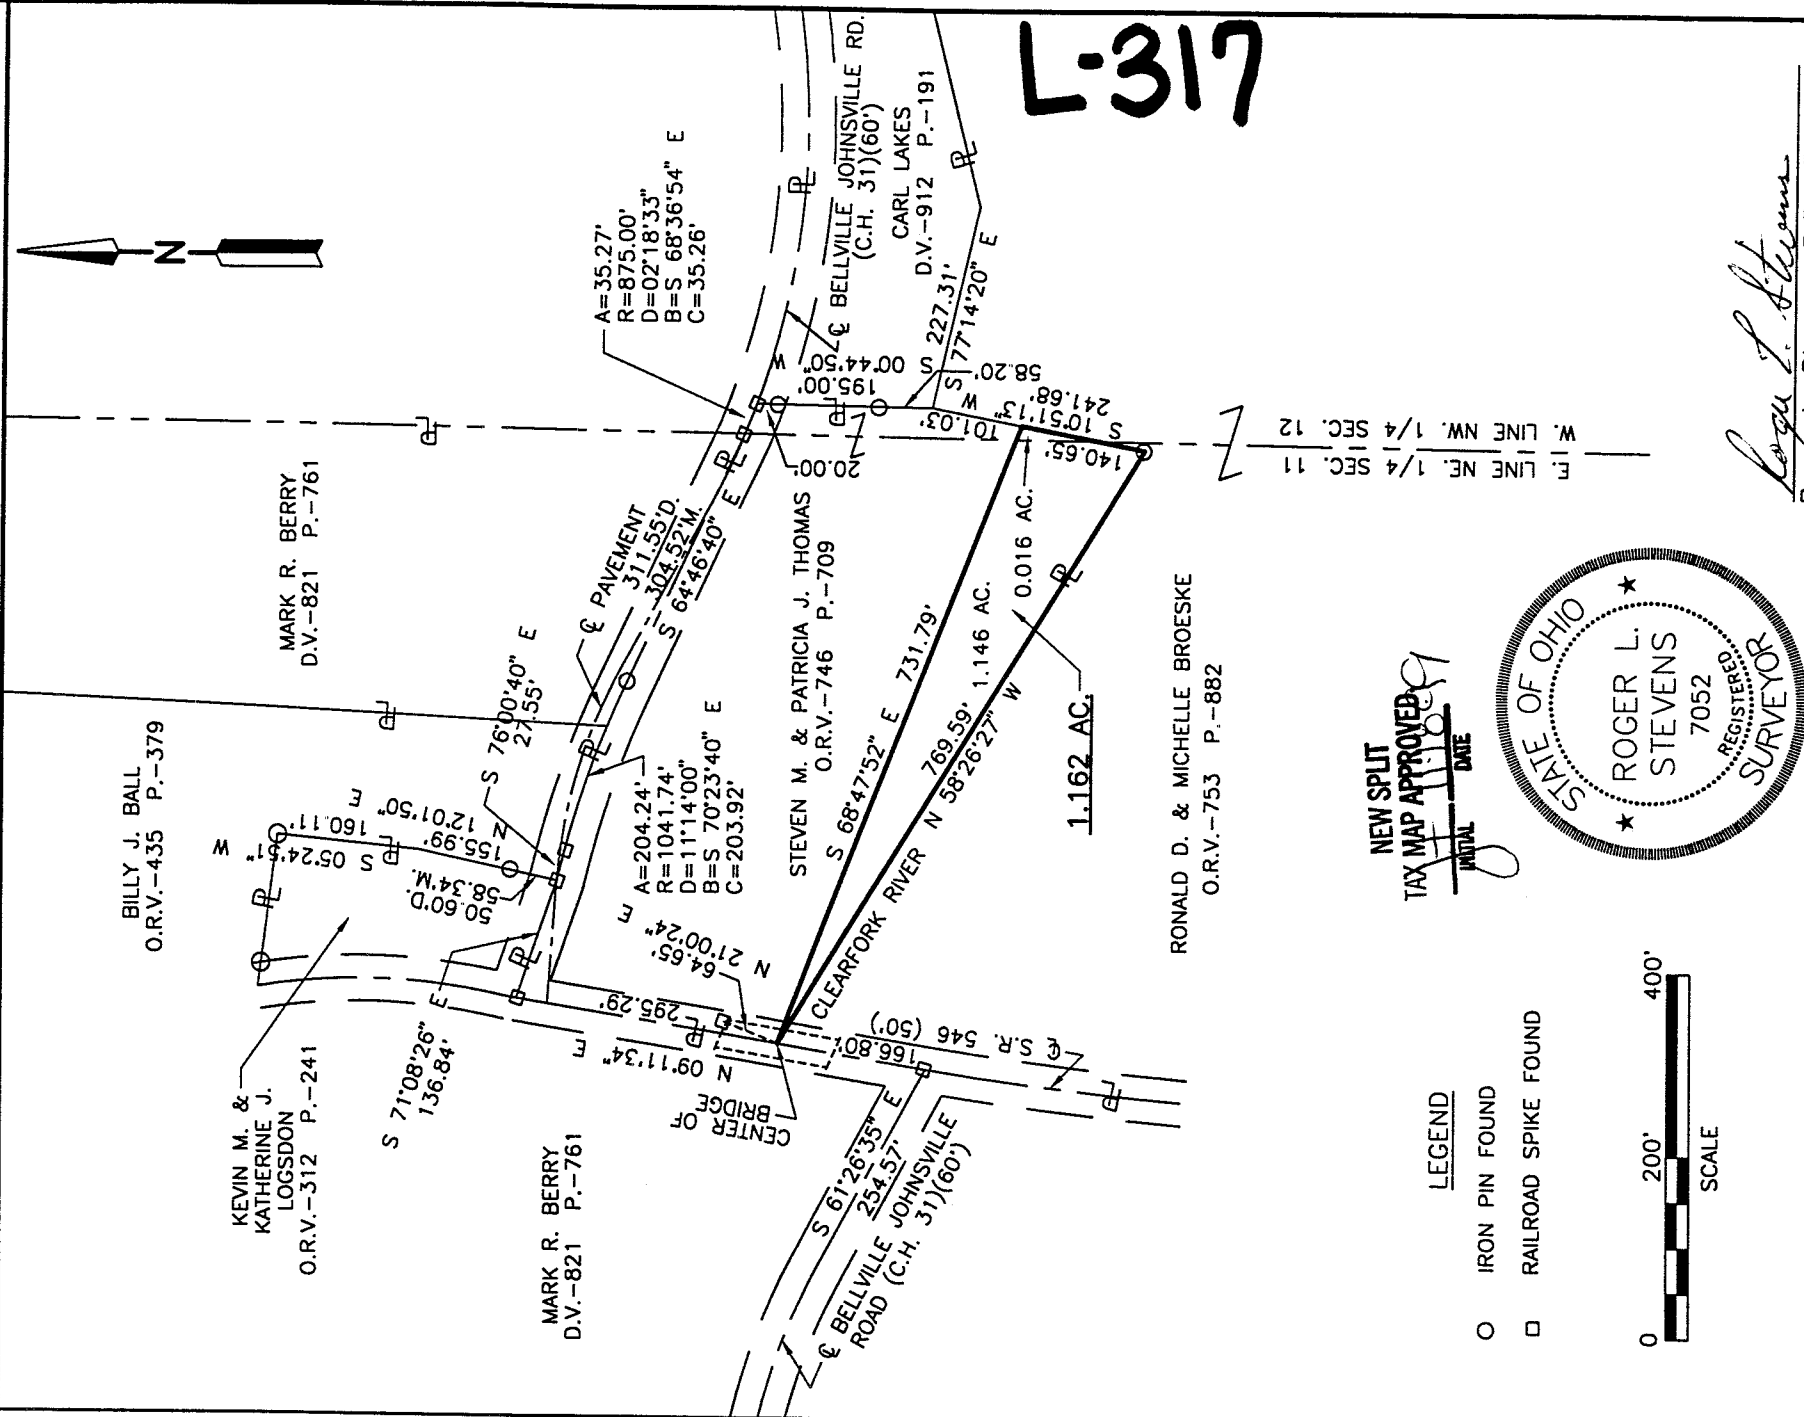 L-317
N
A=35.27'
R=875.00'
D=02°18'33"
B=S 68°36'54" E
C=35.26'
℄ BELLVILLE JOHNSVILLE RD.
(C.H. 31)(60')
CARL LAKES
D.V.-912 P.-191
227.31'
S 77°14'20" E
S 00°44'50" W
195.00'
20.00'
58.20'
241.68'
S 10°51'13" W
101.03'
140.65'
W. LINE NW. 1/4 SEC. 12
E. LINE NE. 1/4 SEC. 11
MARK R. BERRY
D.V.-821 P.-761
℄ PAVEMENT
311.55'D.
304.52'M.
S 64°46'40" E
S 76°00'40" E
27.55'
BILLY J. BALL
O.R.V.-435 P.-379
S 05°24'51" W
160.11'
N 12°01'50" E
155.99'
58.34'M.
50.60'D.
A=204.24'
R=1041.74'
D=11°14'00"
B=S 70°23'40" E
C=203.92'
STEVEN M. & PATRICIA J. THOMAS
O.R.V.-746 P.-709
S 68°47'52" E 731.79'
1.146 AC.
0.016 AC.
769.59'
CLEARFORK RIVER N 58°26'27" W
1.162 AC.
N 21°00'24" E
64.65'
295.29'
N 09°11'34" E
CENTER OF
BRIDGE
166.80'
℄ S.R. 546 (50')
KEVIN M. &
KATHERINE J.
LOGSDON
O.R.V.-312 P.-241
S 71°08'26" E
136.84'
MARK R. BERRY
D.V.-821 P.-761
S 61°26'35" E
254.57'
℄ BELLVILLE JOHNSVILLE
ROAD (C.H. 31)(60')
RONALD D. & MICHELLE BROESKE
O.R.V.-753 P.-882
NEW SPLIT
TAX MAP APPROVED
INITIAL DATE
STATE OF OHIO
ROGER L.
STEVENS
7052
REGISTERED
SURVEYOR
Roger L. Stevens
LEGEND
IRON PIN FOUND
RAILROAD SPIKE FOUND
0 200' 400'
SCALE